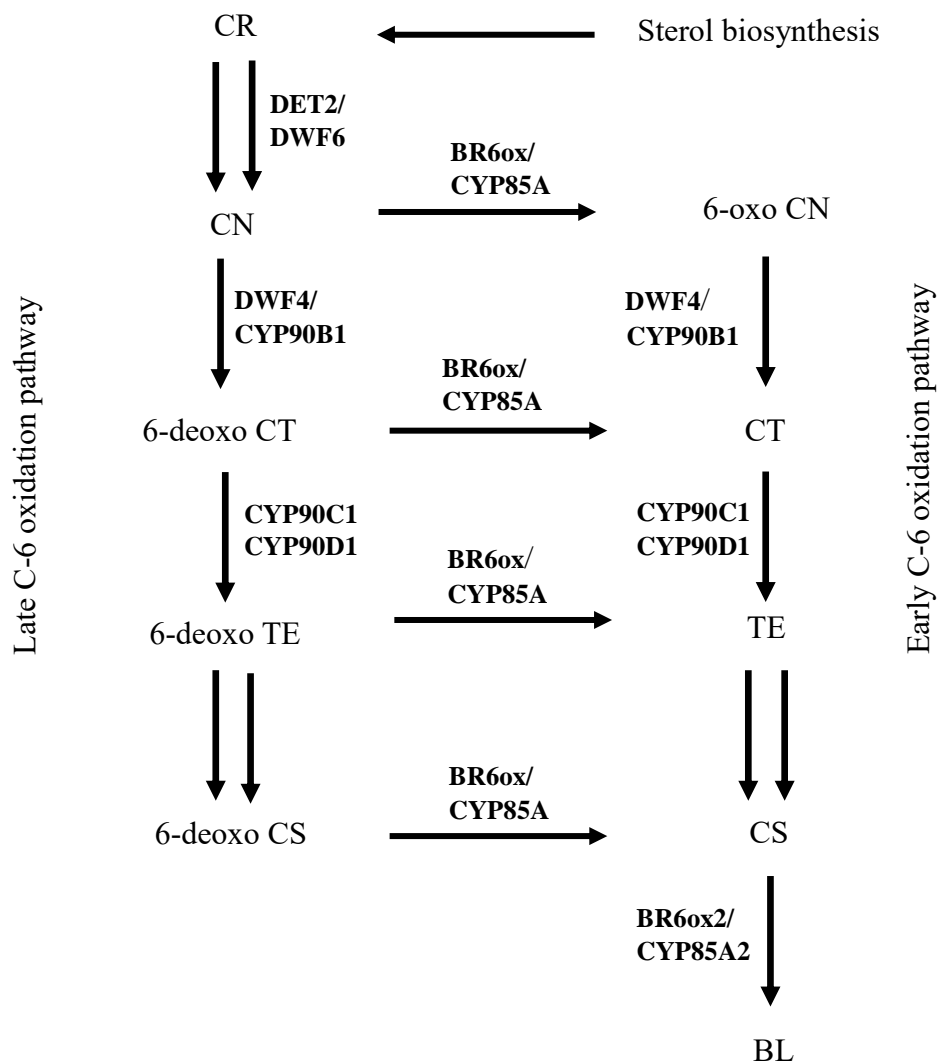 CR
Sterol biosynthesis
DET2/
DWF6
BR6ox/
CYP85A
CN
6-oxo CN
DWF4/
CYP90B1
DWF4/
CYP90B1
BR6ox/
CYP85A
6-deoxo CT
CT
CYP90C1
CYP90D1
CYP90C1
CYP90D1
BR6ox/
CYP85A
6-deoxo TE
TE
BR6ox/
CYP85A
6-deoxo CS
CS
BR6ox2/
CYP85A2
BL
Late C-6 oxidation pathway
Early C-6 oxidation pathway